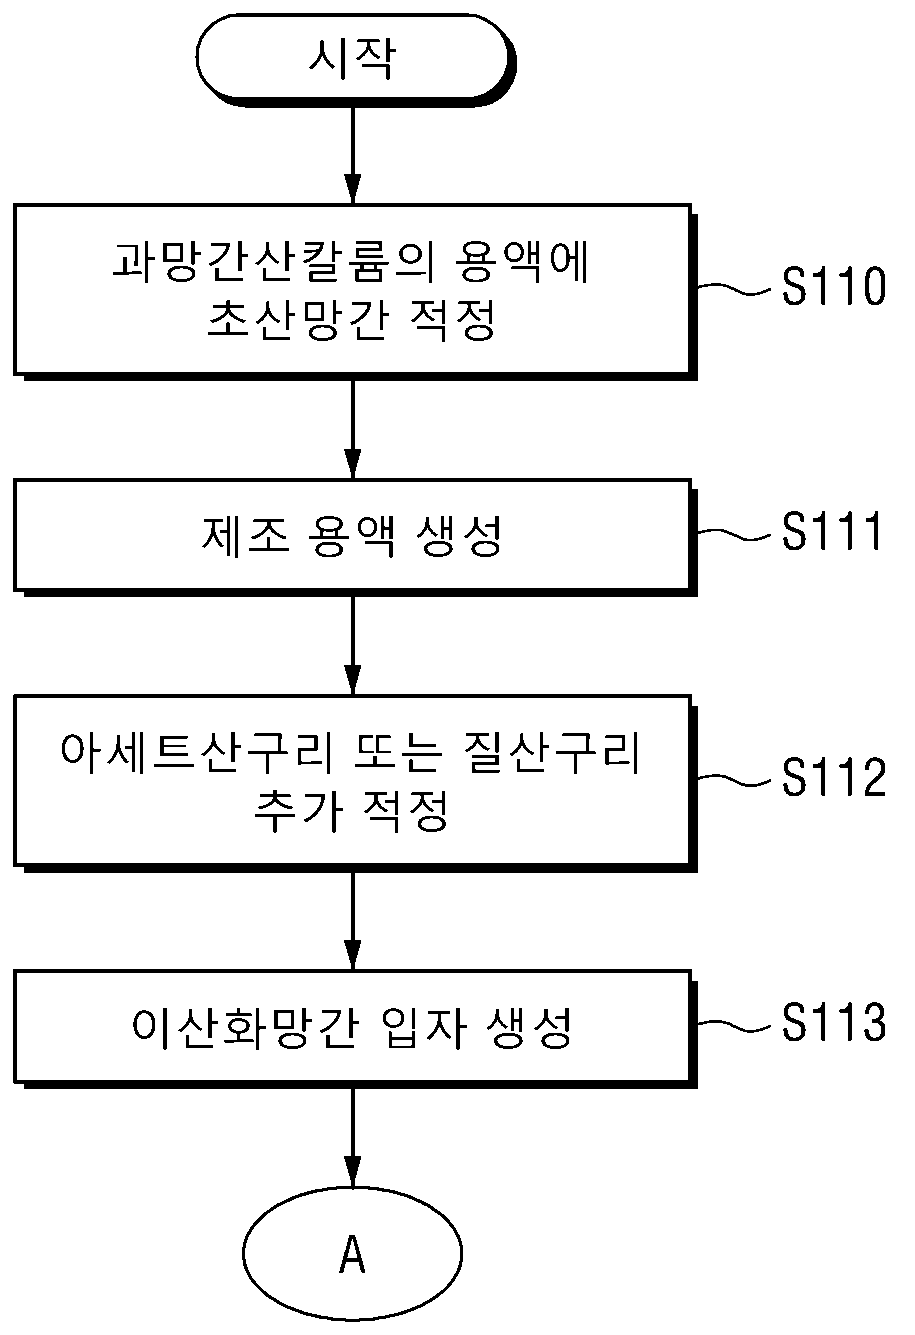 시작
과망간산칼륨의 용액에
초산망간 적정
S110
제조 용액 생성
S111
아세트산구리 또는 질산구리
추가 적정
S112
이산화망간 입자 생성
S113
A